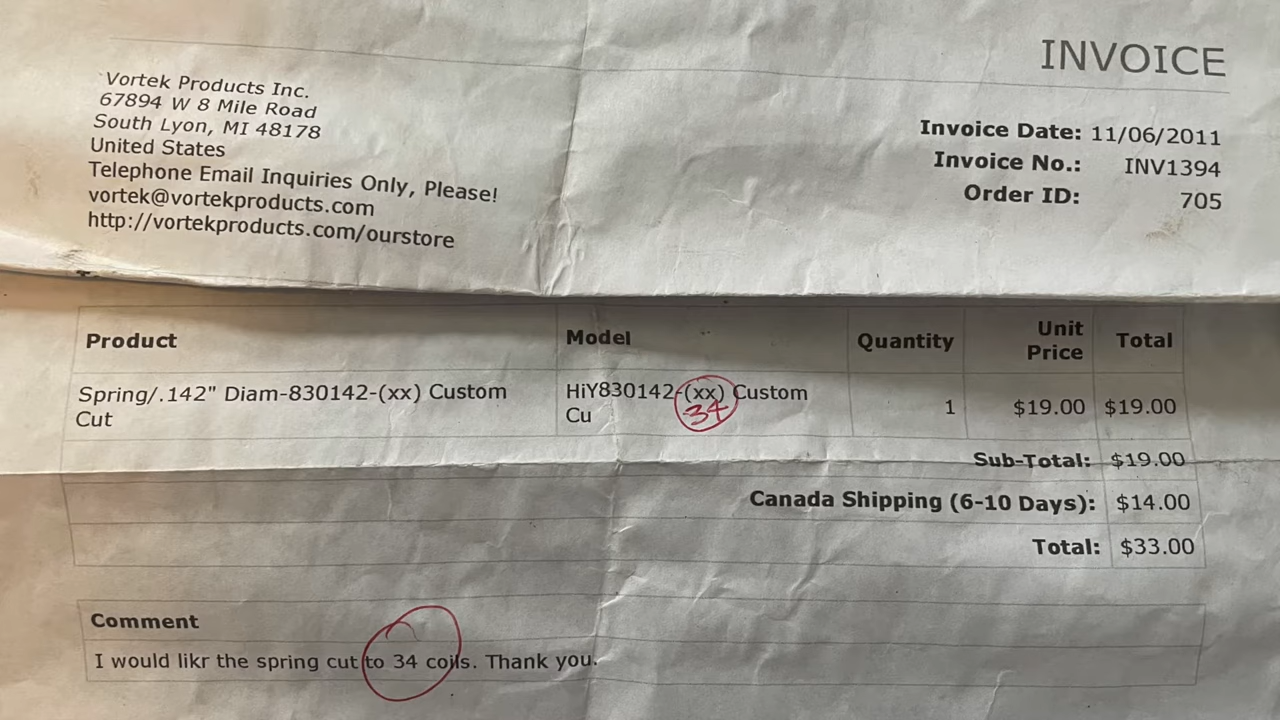 INVOICE
Vortek Products Inc.
67894 W 8 Mile Road
South Lyon, MI 48178
United States
Telephone Email Inquiries Only, Please!
vortek@vortekproducts.com
http://vortekproducts.com/ourstore
Invoice Date: 11/06/2011
Invoice No.: INV1394
Order ID: 705
Product Model Quantity Unit Price Total
Spring/.142" Diam-830142-(xx) Custom Cut HiY830142-(xx) Custom Cu 1 $19.00 $19.00
34
Sub-Total: $19.00
Canada Shipping (6-10 Days): $14.00
Total: $33.00
Comment
I would likr the spring cut to 34 coils. Thank you.